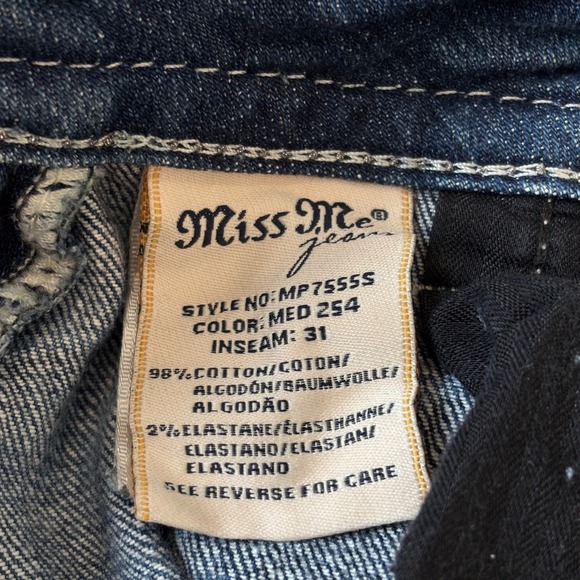 Miss Me®
jeans
STYLE NO: MP7555S
COLOR: MED 254
INSEAM: 31
98% COTTON/COTON/
ALGODÓN/BAUMWOLLE/
ALGODÃO
2% ELASTANE/ÉLASTHANNE/
ELASTANO/ELASTAN/
ELASTANO
SEE REVERSE FOR CARE